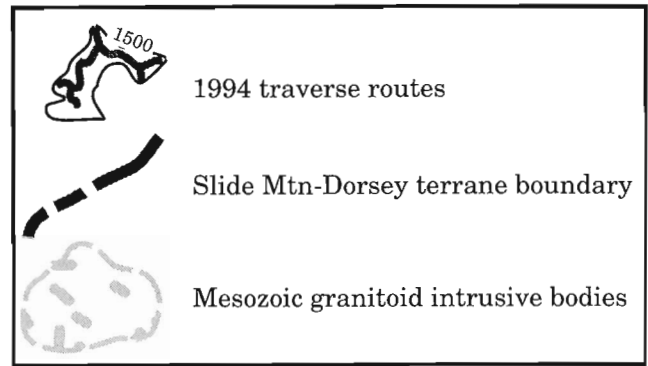 1500
1994 traverse routes
Slide Mtn-Dorsey terrane boundary
Mesozoic granitoid intrusive bodies